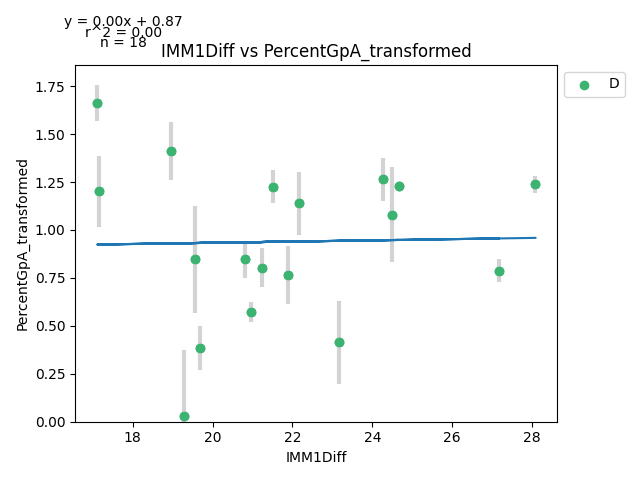 y = 0.00x + 0.87
r^2 = 0.00
n = 18
IMM1Diff vs PercentGpA_transformed
D
PercentGpA_transformed
1.75
1.50
1.25
1.00
0.75
0.50
0.25
0.00
18 20 22 24 26 28
IMM1Diff